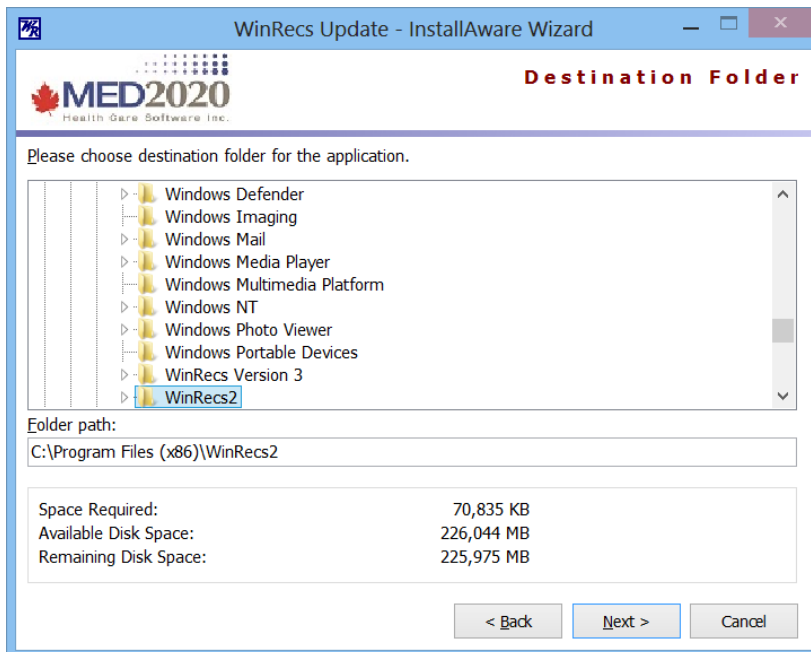 WR
WinRecs Update - InstallAware Wizard
MED2020
Health Care Software Inc.
Destination Folder
Please choose destination folder for the application.
Windows Defender
Windows Imaging
Windows Mail
Windows Media Player
Windows Multimedia Platform
Windows NT
Windows Photo Viewer
Windows Portable Devices
WinRecs Version 3
WinRecs2
Folder path:
C:\Program Files (x86)\WinRecs2
Space Required: 70,835 KB
Available Disk Space: 226,044 MB
Remaining Disk Space: 225,975 MB
< Back Next > Cancel